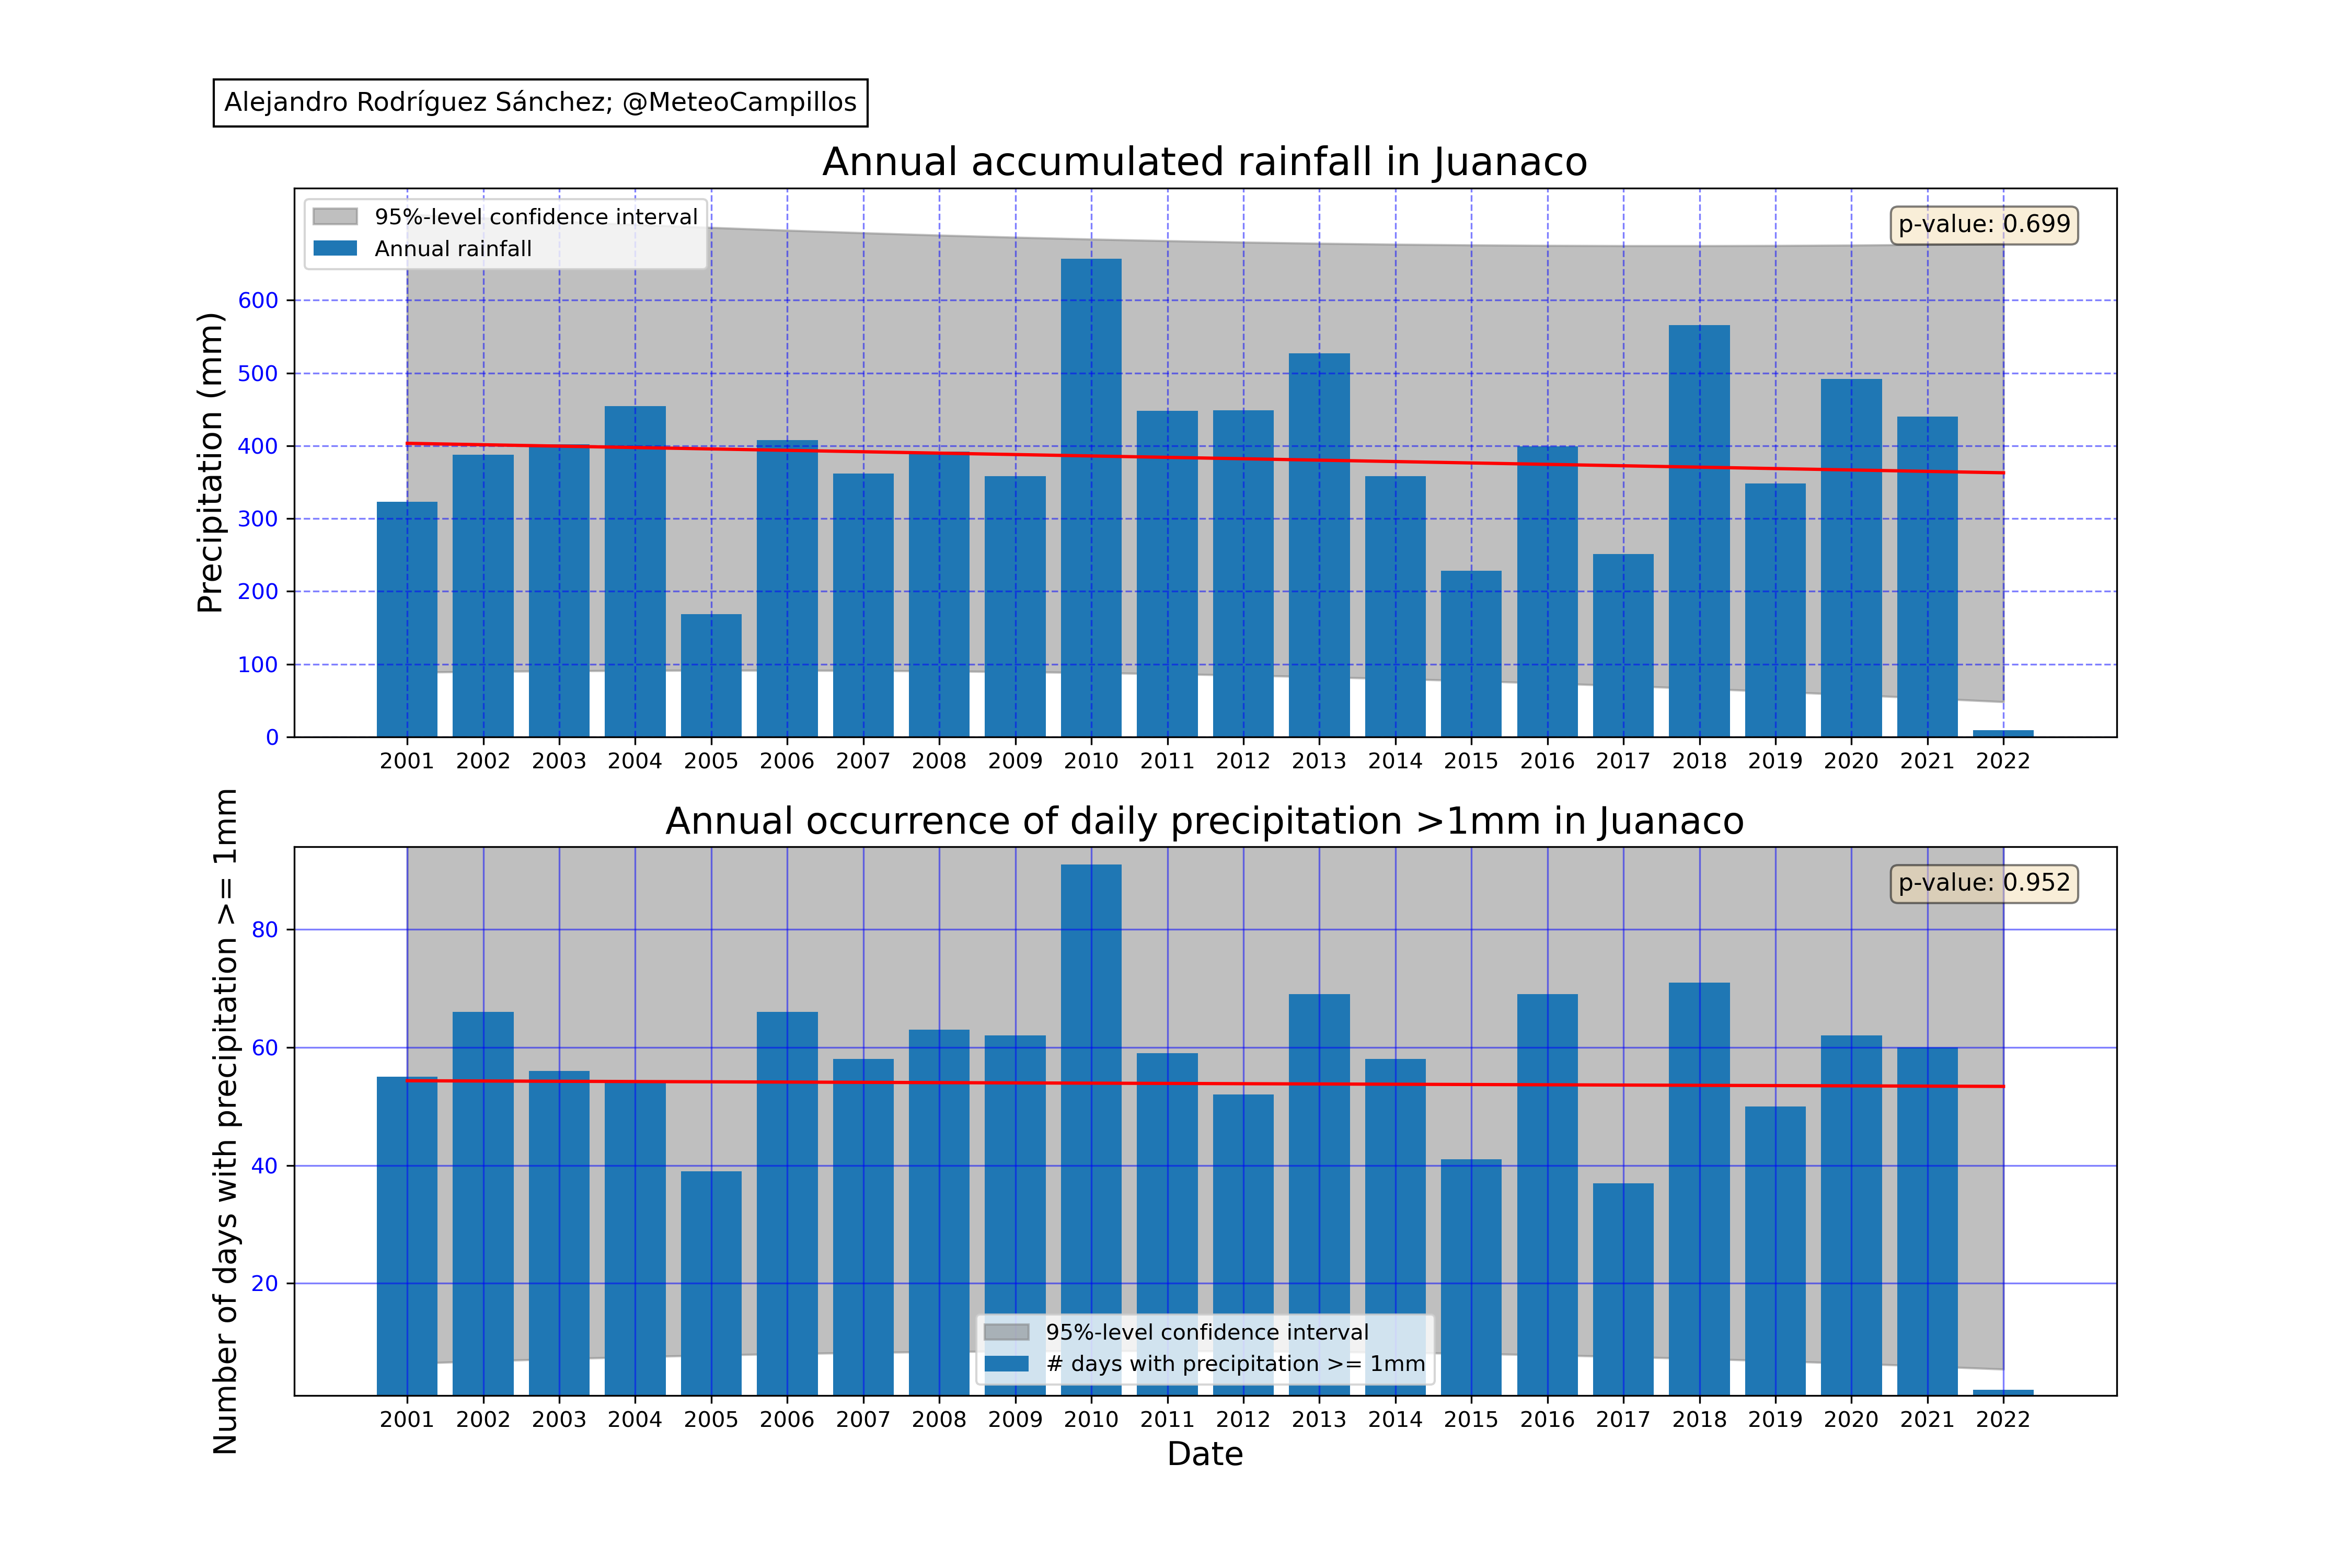 Alejandro Rodríguez Sánchez; @MeteoCampillos
Annual accumulated rainfall in Juanaco
95%-level confidence interval
Annual rainfall
p-value: 0.699
Precipitation (mm)
600
500
400
300
200
100
0
2001 2002 2003 2004 2005 2006 2007 2008 2009 2010 2011 2012 2013 2014 2015 2016 2017 2018 2019 2020 2021 2022
Annual occurrence of daily precipitation >1mm in Juanaco
p-value: 0.952
Number of days with precipitation >= 1mm
80
60
40
20
95%-level confidence interval
# days with precipitation >= 1mm
2001 2002 2003 2004 2005 2006 2007 2008 2009 2010 2011 2012 2013 2014 2015 2016 2017 2018 2019 2020 2021 2022
Date